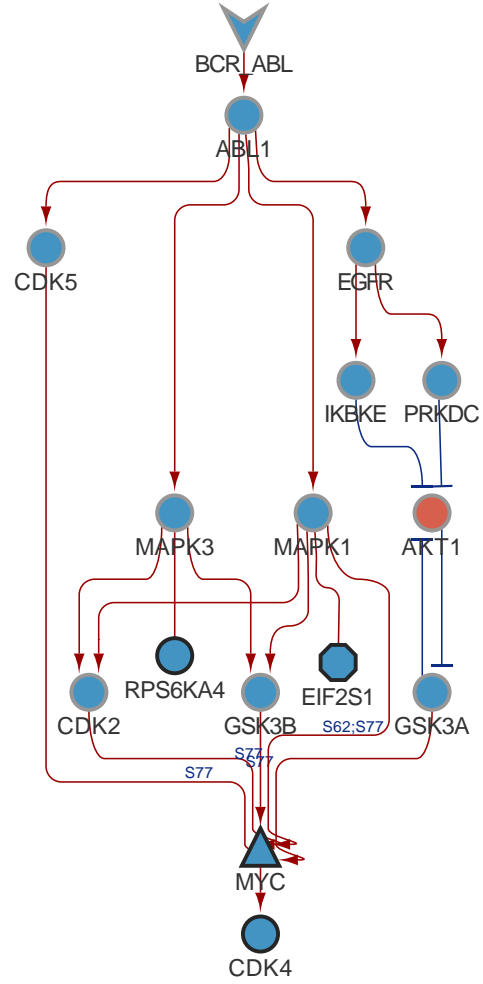 BCR_ABL
ABL1
CDK5
EGFR
IKBKE
PRKDC
MAPK3
MAPK1
AKT1
RPS6KA4
EIF2S1
CDK2
GSK3B
GSK3A
S62;S77
S77
S77
S77
MYC
CDK4